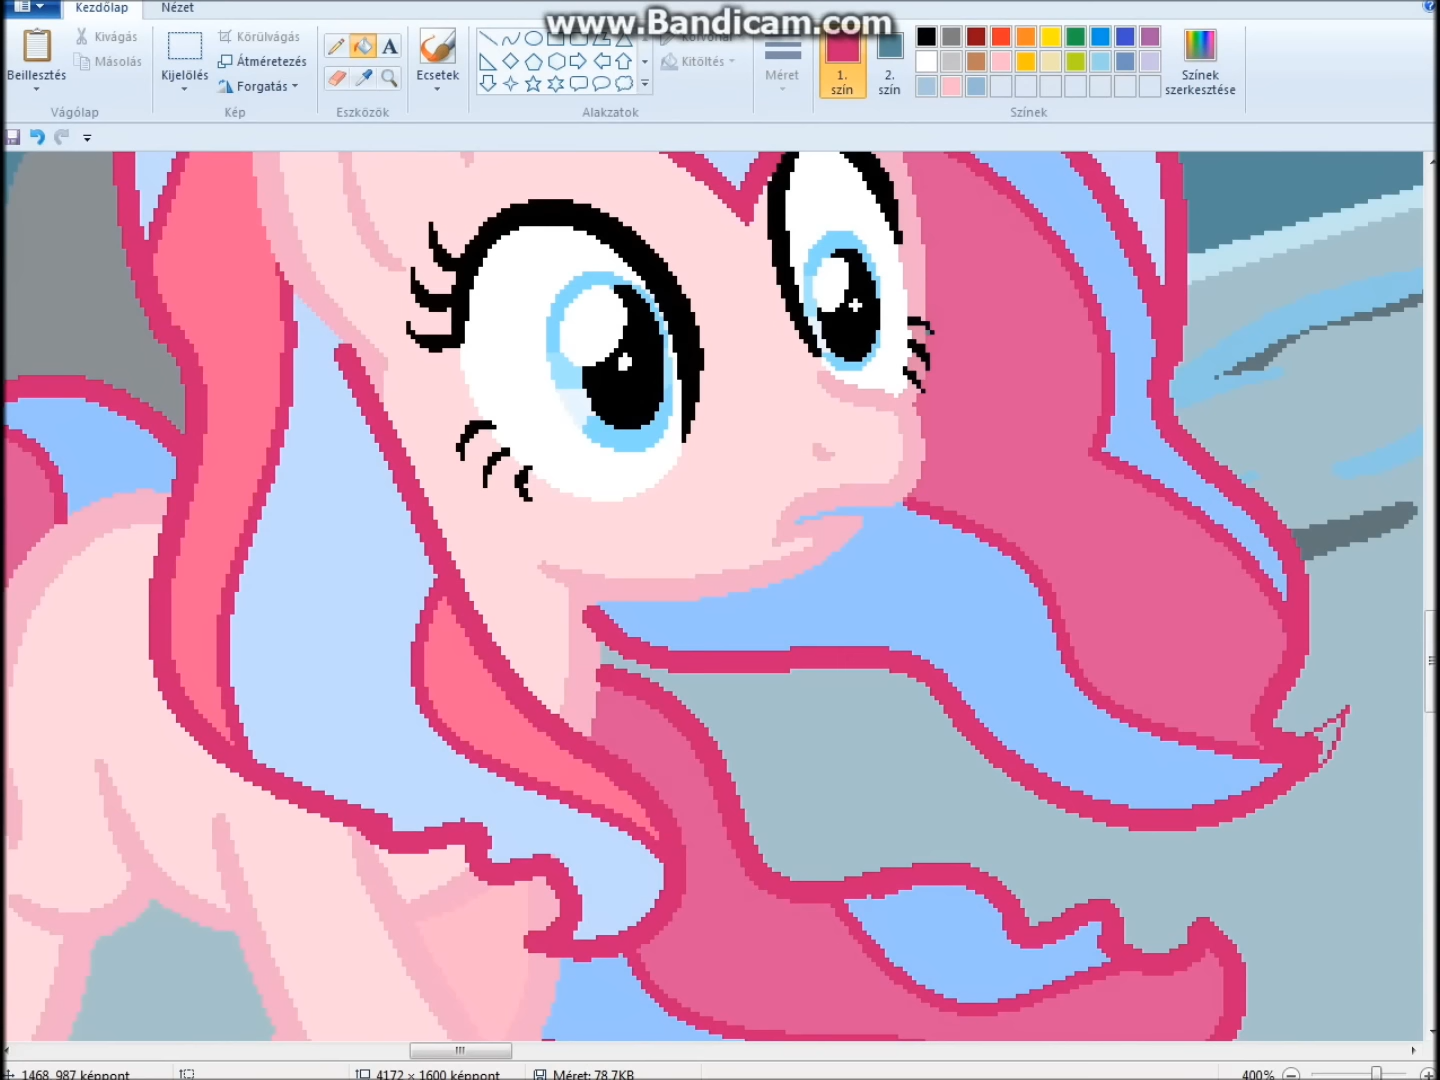 Kezdőlap
Nézet
www.Bandicam.com
Beillesztés
Kivágás
Másolás
Vágólap
Kijelölés
Körülvágás
Átméretezés
Forgatás
Kép
A
Eszközök
Ecsetek
Kitöltés
Alakzatok
Méret
1.
szín
2.
szín
Színek
szerkesztése
Színek
1468, 987 képpont
4172 × 1600 képpont
Méret: 78,7KB
400%